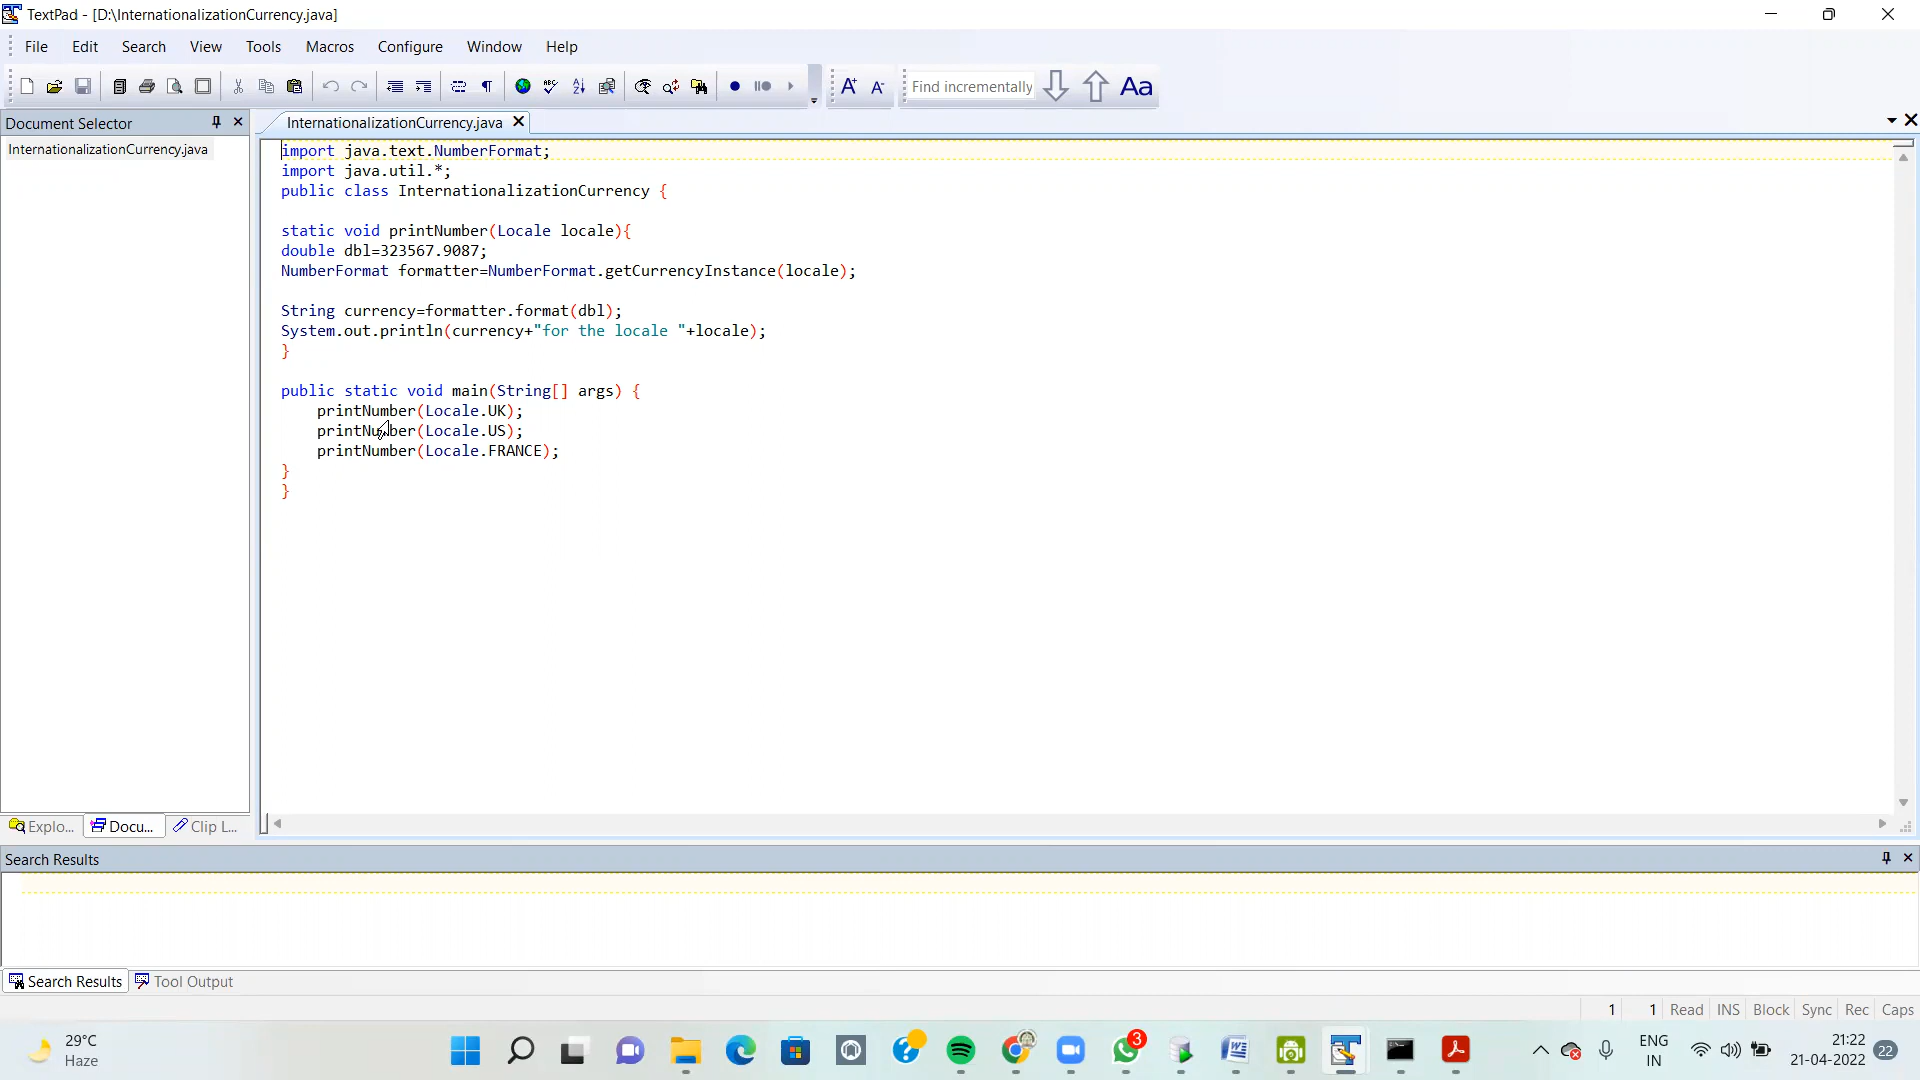 TextPad - [D:\InternationalizationCurrency.java]
File Edit Search View Tools Macros Configure Window Help
Find incrementally Aa
Document Selector
InternationalizationCurrency.java
InternationalizationCurrency.java
import java.text.NumberFormat;
import java.util.*;
public class InternationalizationCurrency {
static void printNumber(Locale locale){
double dbl=323567.9087;
NumberFormat formatter=NumberFormat.getCurrencyInstance(locale);
String currency=formatter.format(dbl);
System.out.println(currency+"for the locale "+locale);
}
public static void main(String[] args) {
printNumber(Locale.UK);
printNumber(Locale.US);
printNumber(Locale.FRANCE);
}
}
Explo... Docu... Clip L...
Search Results
Search Results Tool Output
1 1 Read INS Block Sync Rec Caps
29°C
Haze
3
ENG
IN
21:22
21-04-2022
22